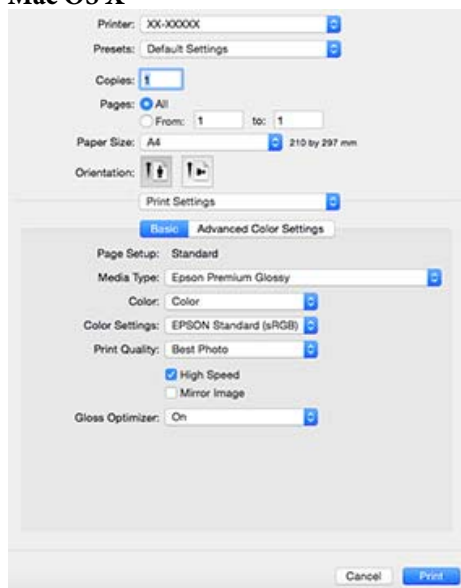 Mac OS X
Printer: XX-XXXXX
Presets: Default Settings
Copies: 1
Pages: All
From: 1 to: 1
Paper Size: A4 210 by 297 mm
Orientation:
Print Settings
Basic Advanced Color Settings
Page Setup: Standard
Media Type: Epson Premium Glossy
Color: Color
Color Settings: EPSON Standard (sRGB)
Print Quality: Best Photo
High Speed
Mirror Image
Gloss Optimizer: On
Cancel Print